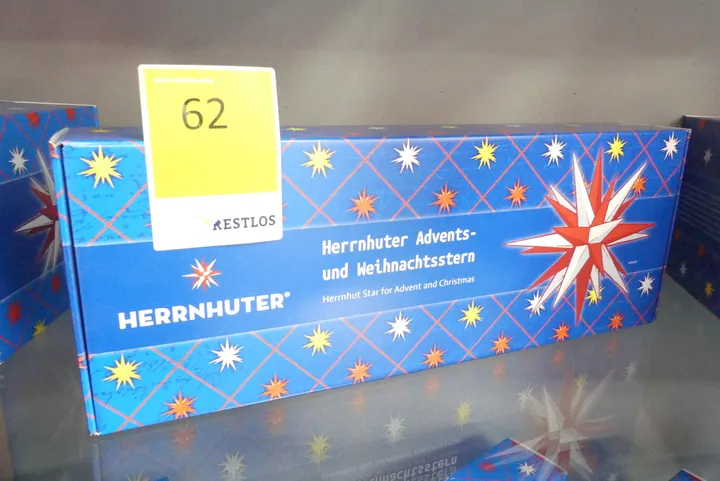 62
RESTLOS
Herrnhuter Advents-
und Weihnachtsstern
Herrnhut Star for Advent and Christmas
HERRNHUTER®